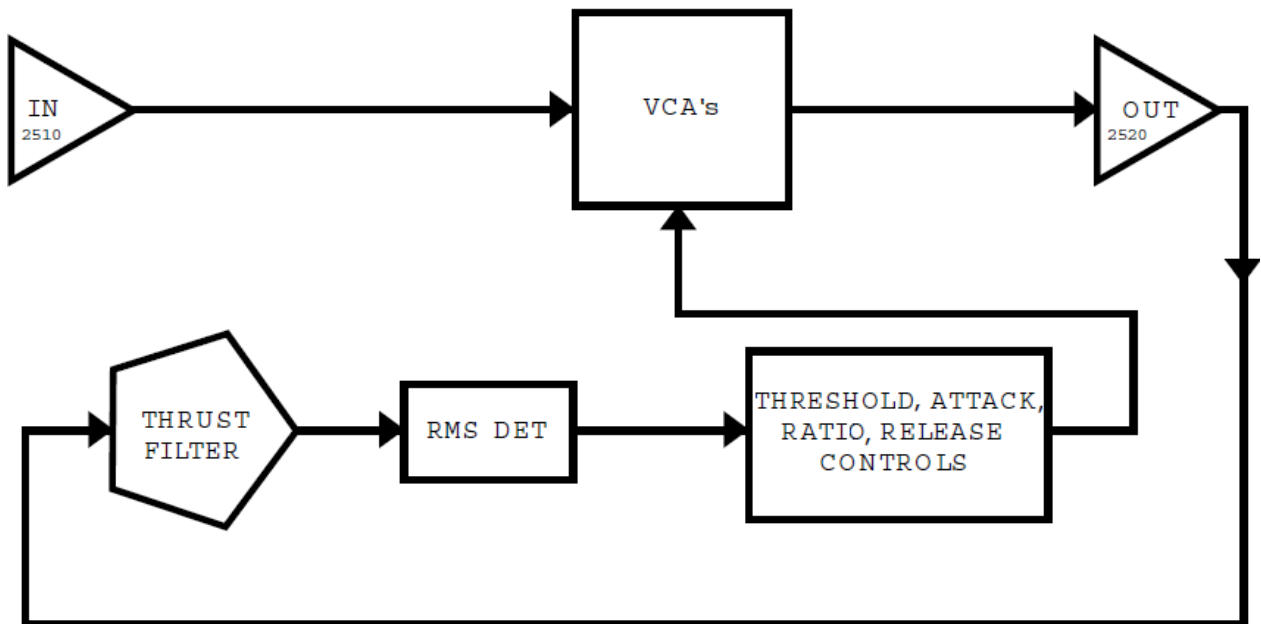 IN
2510
VCA's
OUT
2520
THRUST
FILTER
RMS DET
THRESHOLD, ATTACK,
RATIO, RELEASE
CONTROLS